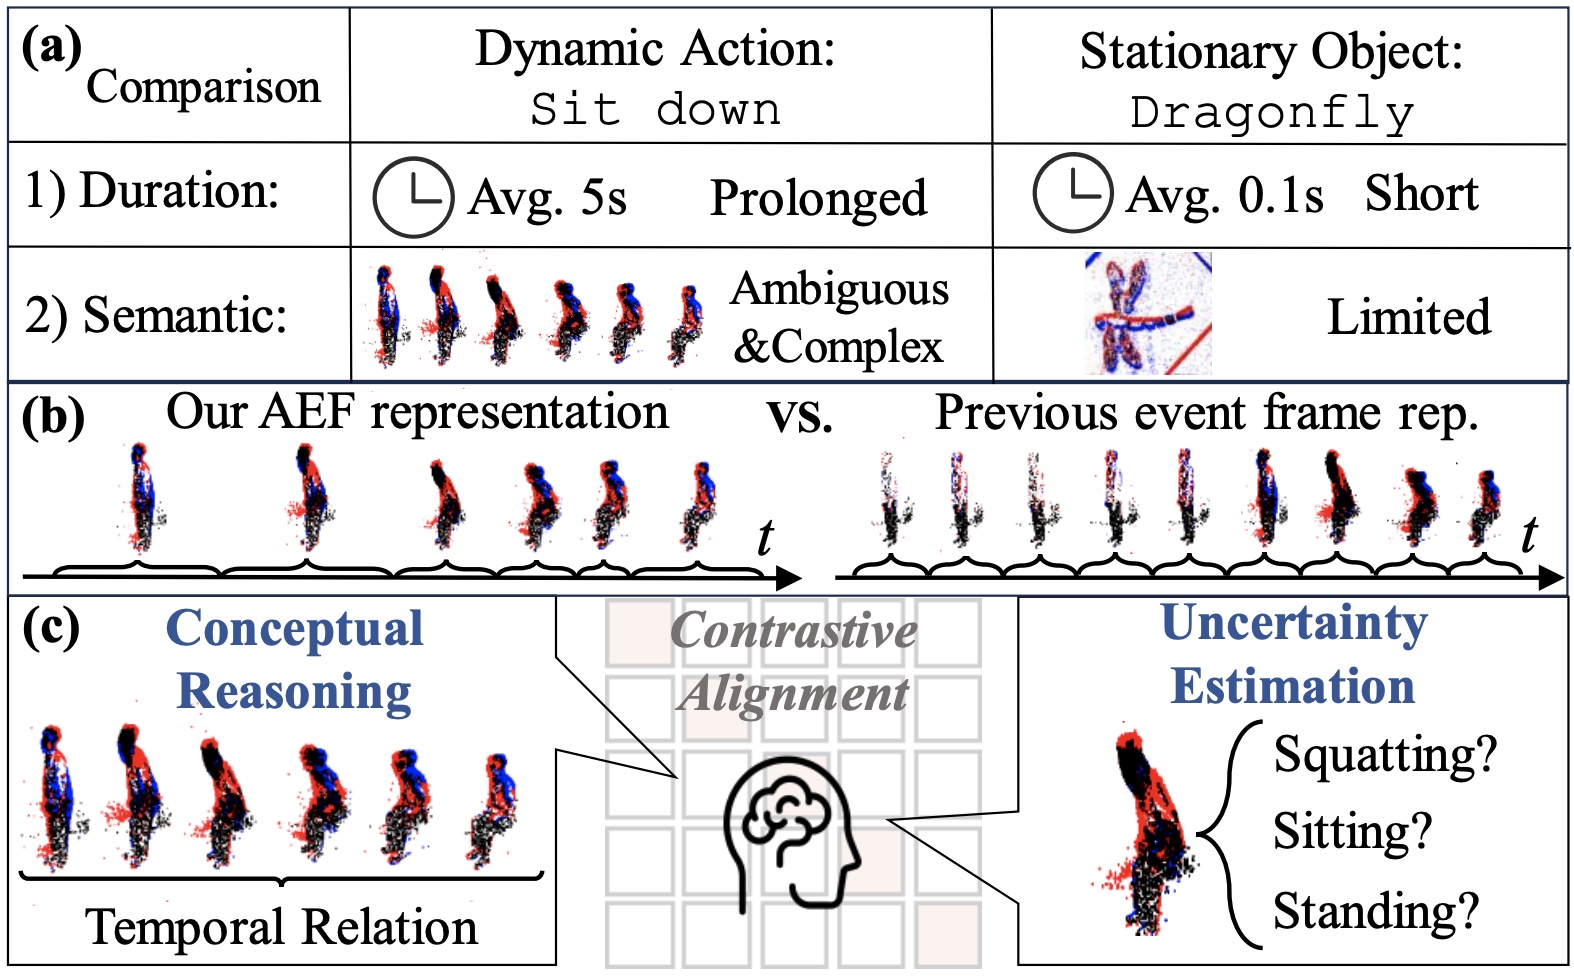 (a)
Comparison
Dynamic Action:
Sit down
Stationary Object:
Dragonfly
1) Duration:
Avg. 5s
Prolonged
Avg. 0.1s
Short
2) Semantic:
Ambiguous
&Complex
Limited
(b)
Our AEF representation
vs.
Previous event frame rep.
t
t
(c)
Conceptual
Reasoning
Temporal Relation
Contrastive
Alignment
Uncertainty
Estimation
Squatting?
Sitting?
Standing?